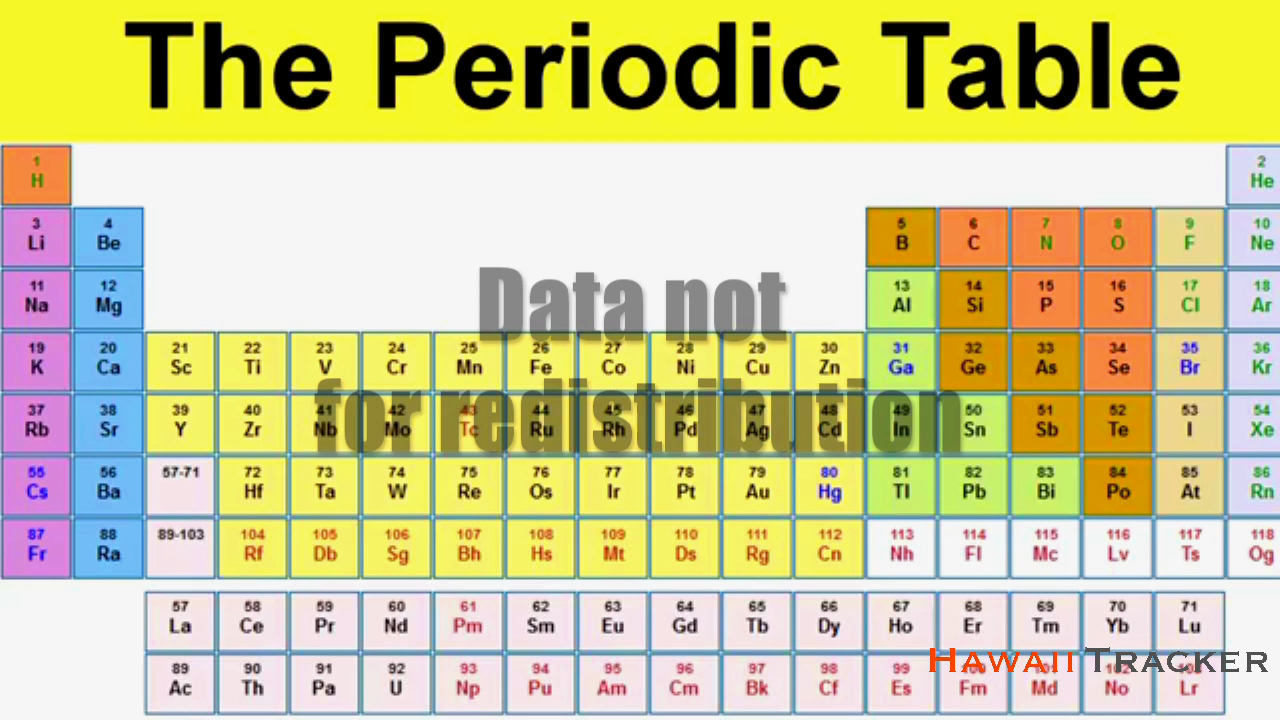 The Periodic Table
1 2
H He
3 4 5 6 7 8 9 10
Li Be B C N O F Ne
11 12 13 14 15 16 17 18
Na Mg Al Si P S Cl Ar
Data not
19 20 21 22 23 24 25 26 27 28 29 30 31 32 33 34 35 36
K Ca Sc Ti V Cr Mn Fe Co Ni Cu Zn Ga Ge As Se Br Kr
for redistribution
37 38 39 40 41 42 43 44 45 46 47 48 49 50 51 52 53 54
Rb Sr Y Zr Nb Mo Tc Ru Rh Pd Ag Cd In Sn Sb Te I Xe
55 56 57-71 72 73 74 75 76 77 78 79 80 81 82 83 84 85 86
Cs Ba Hf Ta W Re Os Ir Pt Au Hg Tl Pb Bi Po At Rn
87 88 89-103 104 105 106 107 108 109 110 111 112 113 114 115 116 117 118
Fr Ra Rf Db Sg Bh Hs Mt Ds Rg Cn Nh Fl Mc Lv Ts Og
57 58 59 60 61 62 63 64 65 66 67 68 69 70 71
La Ce Pr Nd Pm Sm Eu Gd Tb Dy Ho Er Tm Yb Lu
89 90 91 92 93 94 95 96 97 98 99 100 101 102 103
Ac Th Pa U Np Pu Am Cm Bk Cf Es Fm Md No Lr
Hawaii Tracker